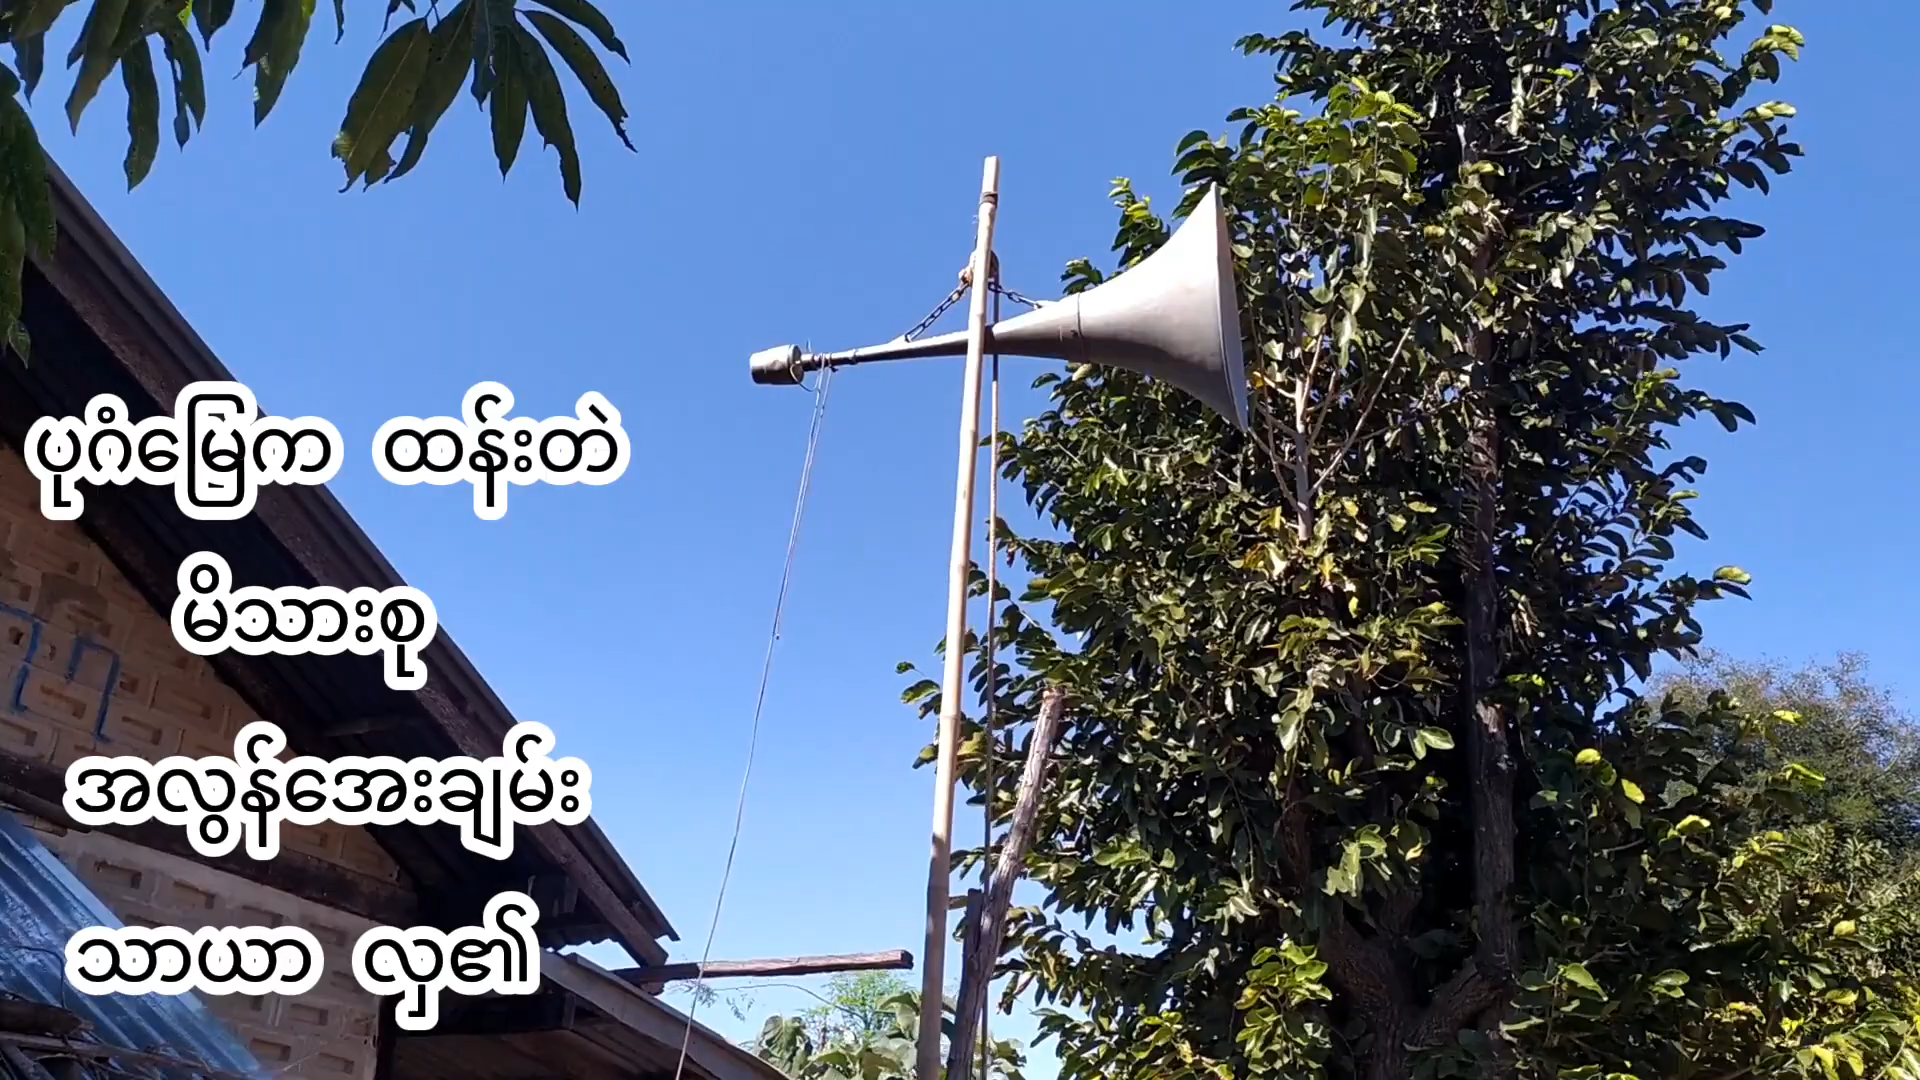 ပုဂံမြေက ထန်းတဲ
မိသားစု
အလွန်အေးချမ်း
သာယာ လှ၏